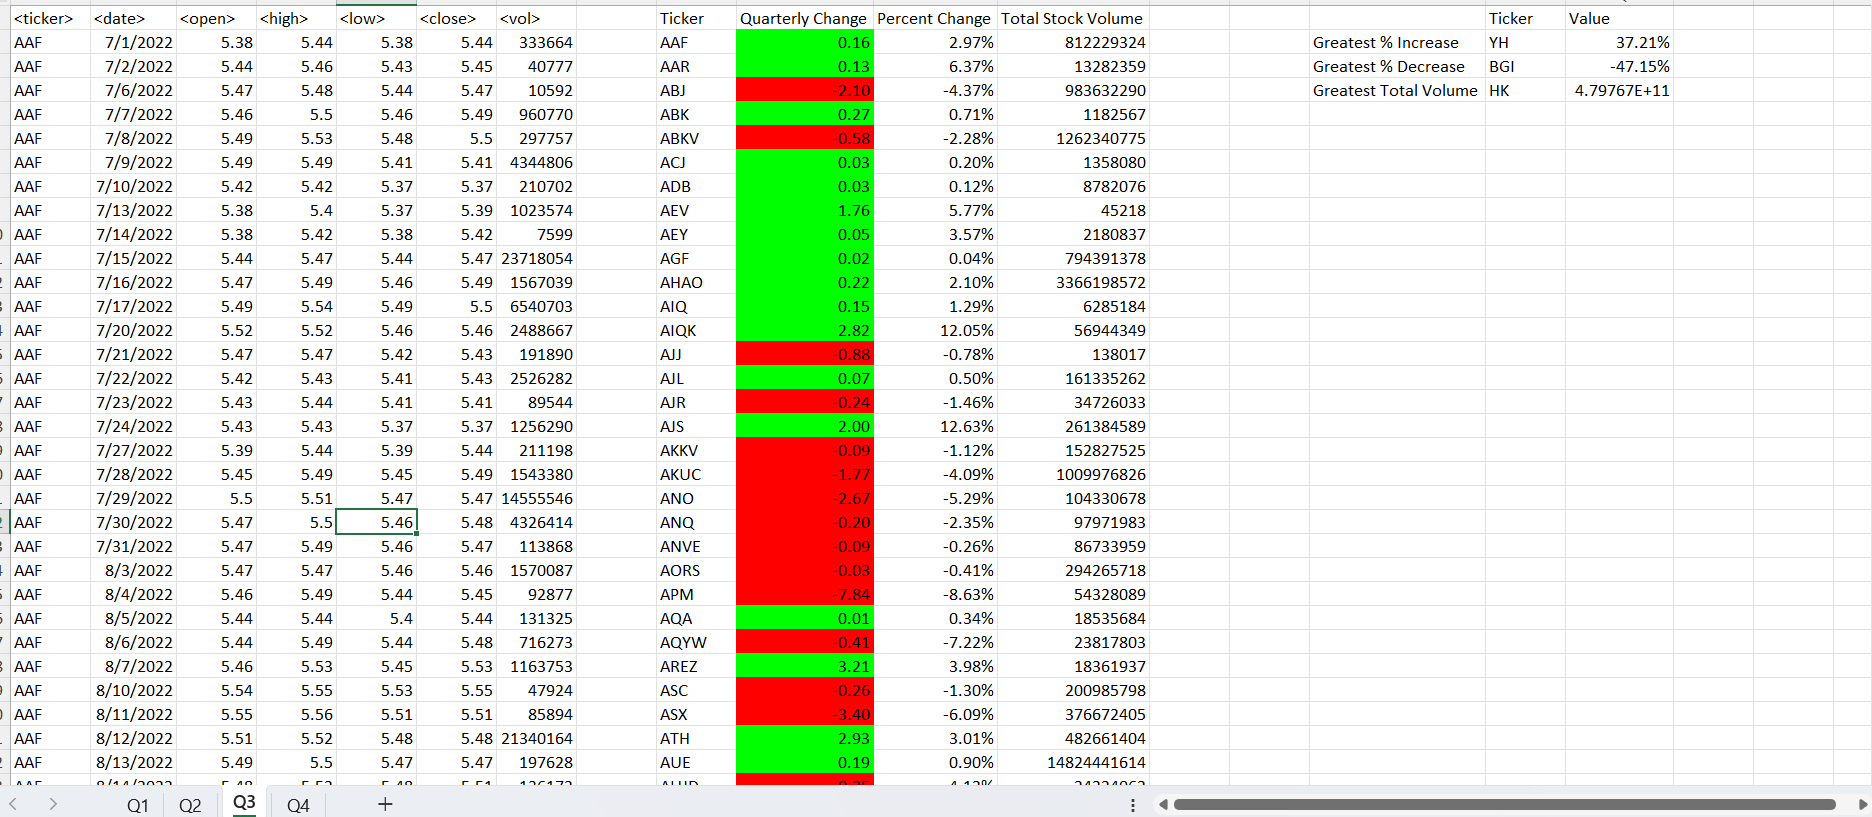 <ticker> <date> <open> <high> <low> <close> <vol> Ticker Quarterly Change Percent Change Total Stock Volume Ticker Value
AAF 7/1/2022 5.38 5.44 5.38 5.44 333664 AAF 0.16 2.97% 812229324 Greatest % Increase YH 37.21%
AAF 7/2/2022 5.44 5.46 5.43 5.45 40777 AAR 0.13 6.37% 13282359 Greatest % Decrease BGI -47.15%
AAF 7/6/2022 5.47 5.48 5.44 5.47 10592 ABJ -2.10 -4.37% 983632290 Greatest Total Volume HK 4.79767E+11
AAF 7/7/2022 5.46 5.5 5.46 5.49 960770 ABK 0.27 0.71% 1182567
AAF 7/8/2022 5.49 5.53 5.48 5.5 297757 ABKV -0.58 -2.28% 1262340775
AAF 7/9/2022 5.49 5.49 5.41 5.41 4344806 ACJ 0.03 0.20% 1358080
AAF 7/10/2022 5.42 5.42 5.37 5.37 210702 ADB 0.03 0.12% 8782076
AAF 7/13/2022 5.38 5.4 5.37 5.39 1023574 AEV 1.76 5.77% 45218
AAF 7/14/2022 5.38 5.42 5.38 5.42 7599 AEY 0.05 3.57% 2180837
AAF 7/15/2022 5.44 5.47 5.44 5.47 23718054 AGF 0.02 0.04% 794391378
AAF 7/16/2022 5.47 5.49 5.46 5.49 1567039 AHAO 0.22 2.10% 3366198572
AAF 7/17/2022 5.49 5.54 5.49 5.5 6540703 AIQ 0.15 1.29% 6285184
AAF 7/20/2022 5.52 5.52 5.46 5.46 2488667 AIQK 2.82 12.05% 56944349
AAF 7/21/2022 5.47 5.47 5.42 5.43 191890 AJJ -0.88 -0.78% 138017
AAF 7/22/2022 5.42 5.43 5.41 5.43 2526282 AJL 0.07 0.50% 161335262
AAF 7/23/2022 5.43 5.44 5.41 5.41 89544 AJR -0.24 -1.46% 34726033
AAF 7/24/2022 5.43 5.43 5.37 5.37 1256290 AJS 2.00 12.63% 261384589
AAF 7/27/2022 5.39 5.44 5.39 5.44 211198 AKKV -0.09 -1.12% 152827525
AAF 7/28/2022 5.45 5.49 5.45 5.49 1543380 AKUC -1.77 -4.09% 1009976826
AAF 7/29/2022 5.5 5.51 5.47 5.47 14555546 ANO -2.67 -5.29% 104330678
AAF 7/30/2022 5.47 5.5 5.46 5.48 4326414 ANQ -0.20 -2.35% 97971983
AAF 7/31/2022 5.47 5.49 5.46 5.47 113868 ANVE -0.09 -0.26% 86733959
AAF 8/3/2022 5.47 5.47 5.46 5.46 1570087 AORS -0.03 -0.41% 294265718
AAF 8/4/2022 5.46 5.49 5.44 5.45 92877 APM -7.84 -8.63% 54328089
AAF 8/5/2022 5.44 5.44 5.4 5.44 131325 AQA 0.01 0.34% 18535684
AAF 8/6/2022 5.44 5.49 5.44 5.48 716273 AQYW -0.41 -7.22% 23817803
AAF 8/7/2022 5.46 5.53 5.45 5.53 1163753 AREZ 3.21 3.98% 18361937
AAF 8/10/2022 5.54 5.55 5.53 5.55 47924 ASC -0.26 -1.30% 200985798
AAF 8/11/2022 5.55 5.56 5.51 5.51 85894 ASX -3.40 -6.09% 376672405
AAF 8/12/2022 5.51 5.52 5.48 5.48 21340164 ATH 2.93 3.01% 482661404
AAF 8/13/2022 5.49 5.5 5.47 5.47 197628 AUE 0.19 0.90% 14824441614
Q1 Q2 Q3 Q4